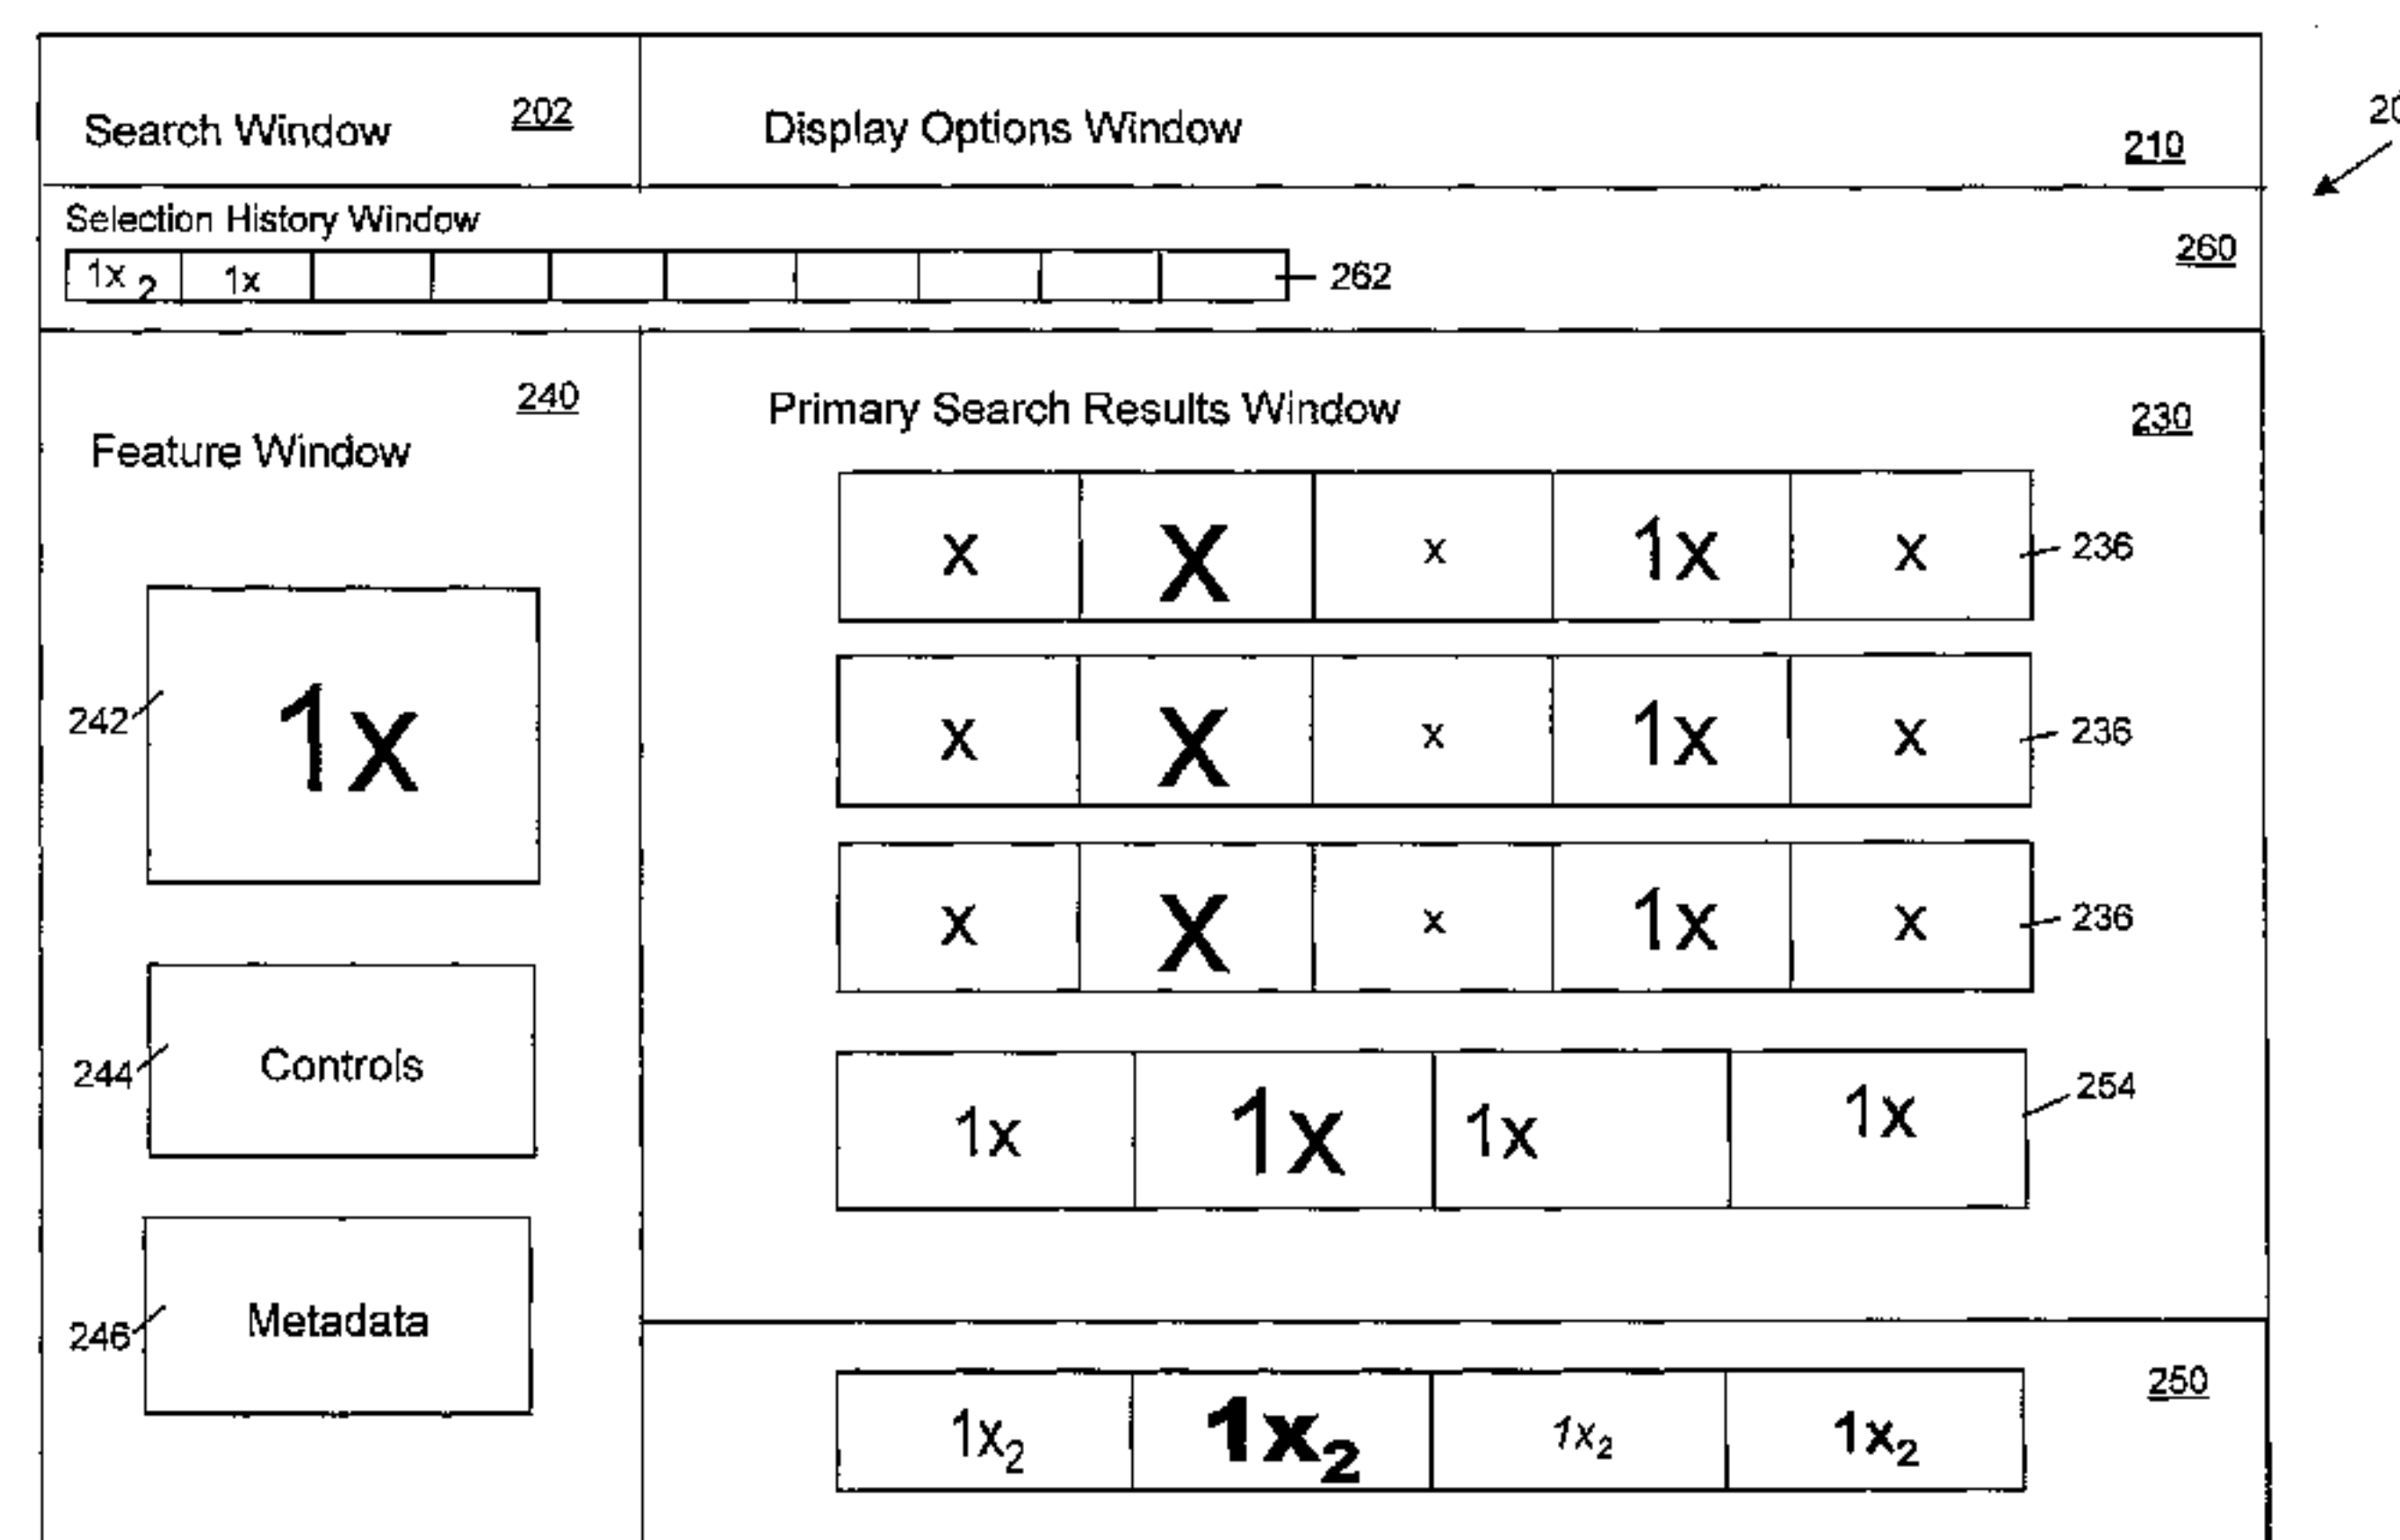 Search Window 202 Display Options Window 210
Selection History Window 260
1x 2 1x 262
240 Primary Search Results Window 230
Feature Window
x X x 1x x 236
242 1x x X x 1x x 236
x X x 1x x 236
244 Controls 1x 1x 1x 1x 254
246 Metadata
250
1x2 1x2 1x2 1x2